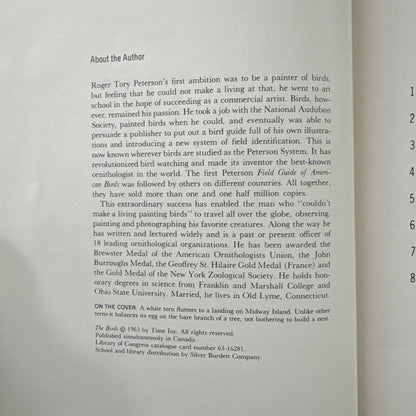 About the Author
Roger Tory Peterson's first ambition was to be a painter of birds,
but feeling that he could not make a living at that, he went to art
school in the hope of succeeding as a commercial artist. Birds, how-
ever, remained his passion. He took a job with the National Audubon
Society, painted birds when he could, and eventually was able to
persuade a publisher to put out a bird guide full of his own illustra-
tions and introducing a new system of field identification. This is
now known wherever birds are studied as the Peterson System. It has
revolutionized bird watching and made its inventor the best-known
ornithologist in the world. The first Peterson Field Guide of Ameri-
can Birds was followed by others on different countries. All together,
they have sold more than one and one half million copies.
This extraordinary success has enabled the man who "couldn't
make a living painting birds" to travel all over the globe, observing,
painting and photographing his favorite creatures. Along the way he
has written and lectured widely and is a past or present officer of
18 leading ornithological organizations. He has been awarded the
Brewster Medal of the American Ornithologists Union, the John
Burroughs Medal, the Geoffrey St. Hilaire Gold Medal (France) and
the Gold Medal of the New York Zoological Society. He holds hon-
orary degrees in science from Franklin and Marshall College and
Ohio State University. Married, he lives in Old Lyme, Connecticut.
ON THE COVER: A white tern flutters to a landing on Midway Island. Unlike other
terns it balances its egg on the bare branch of a tree, not bothering to build a nest.
The Birds © 1963 by Time Inc. All rights reserved.
Published simultaneously in Canada.
Library of Congress catalogue card number 63-16281.
School and library distribution by Silver Burdett Company.
1
2
3
4
5
6
7
8